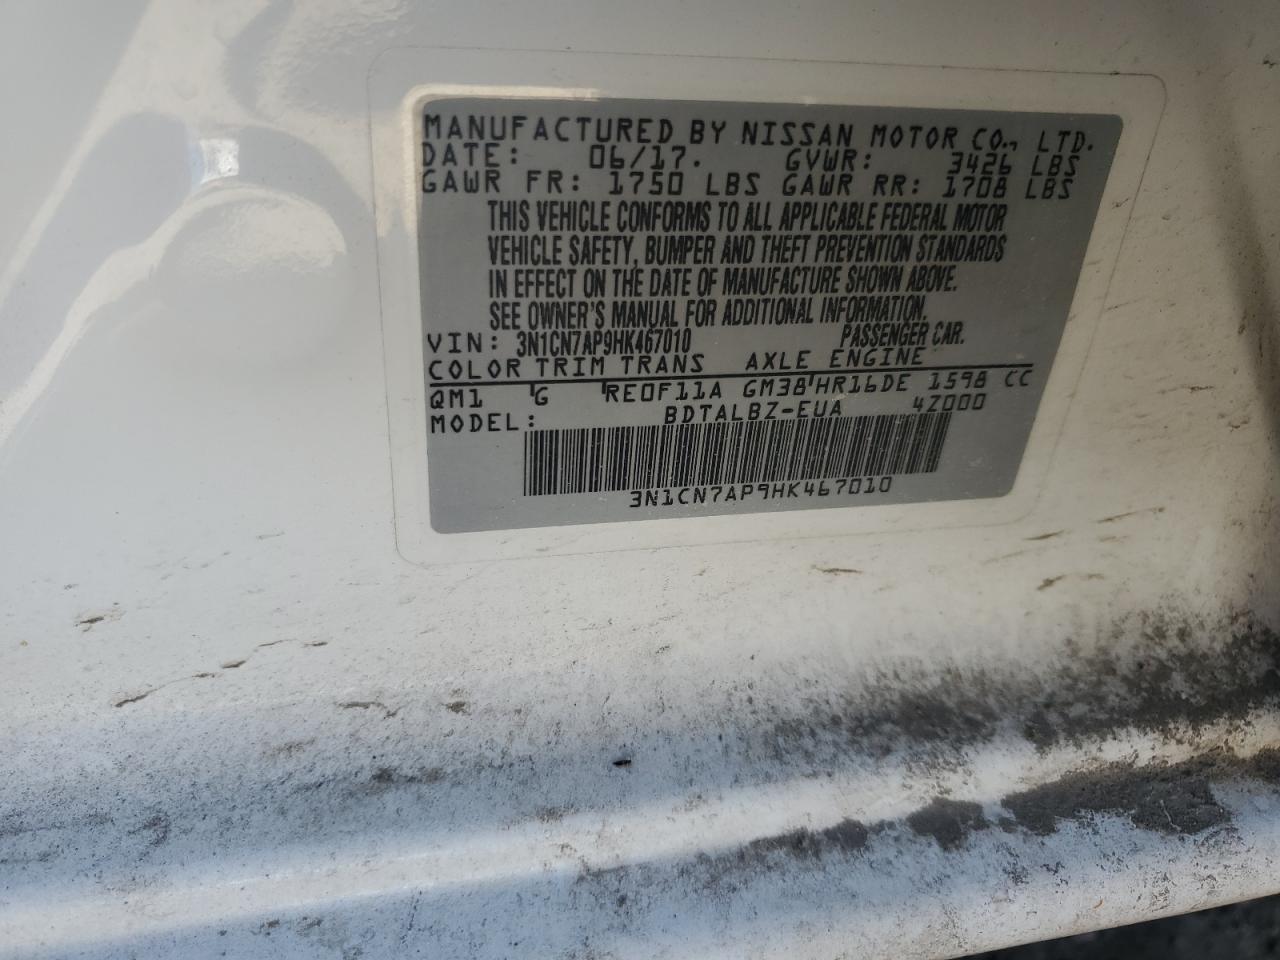 MANUFACTURED BY NISSAN MOTOR CO., LTD.
DATE: 06/17. GVWR: 3426 LBS
GAWR FR: 1750 LBS GAWR RR: 1708 LBS
THIS VEHICLE CONFORMS TO ALL APPLICABLE FEDERAL MOTOR
VEHICLE SAFETY, BUMPER AND THEFT PREVENTION STANDARDS
IN EFFECT ON THE DATE OF MANUFACTURE SHOWN ABOVE.
SEE OWNER'S MANUAL FOR ADDITIONAL INFORMATION.
VIN: 3N1CN7AP9HK467010 PASSENGER CAR.
COLOR TRIM TRANS AXLE ENGINE
QM1 G RE0F11A GM38 HR16DE 1598 CC
MODEL: BDTALBZ-EUA 4Z000
3N1CN7AP9HK467010